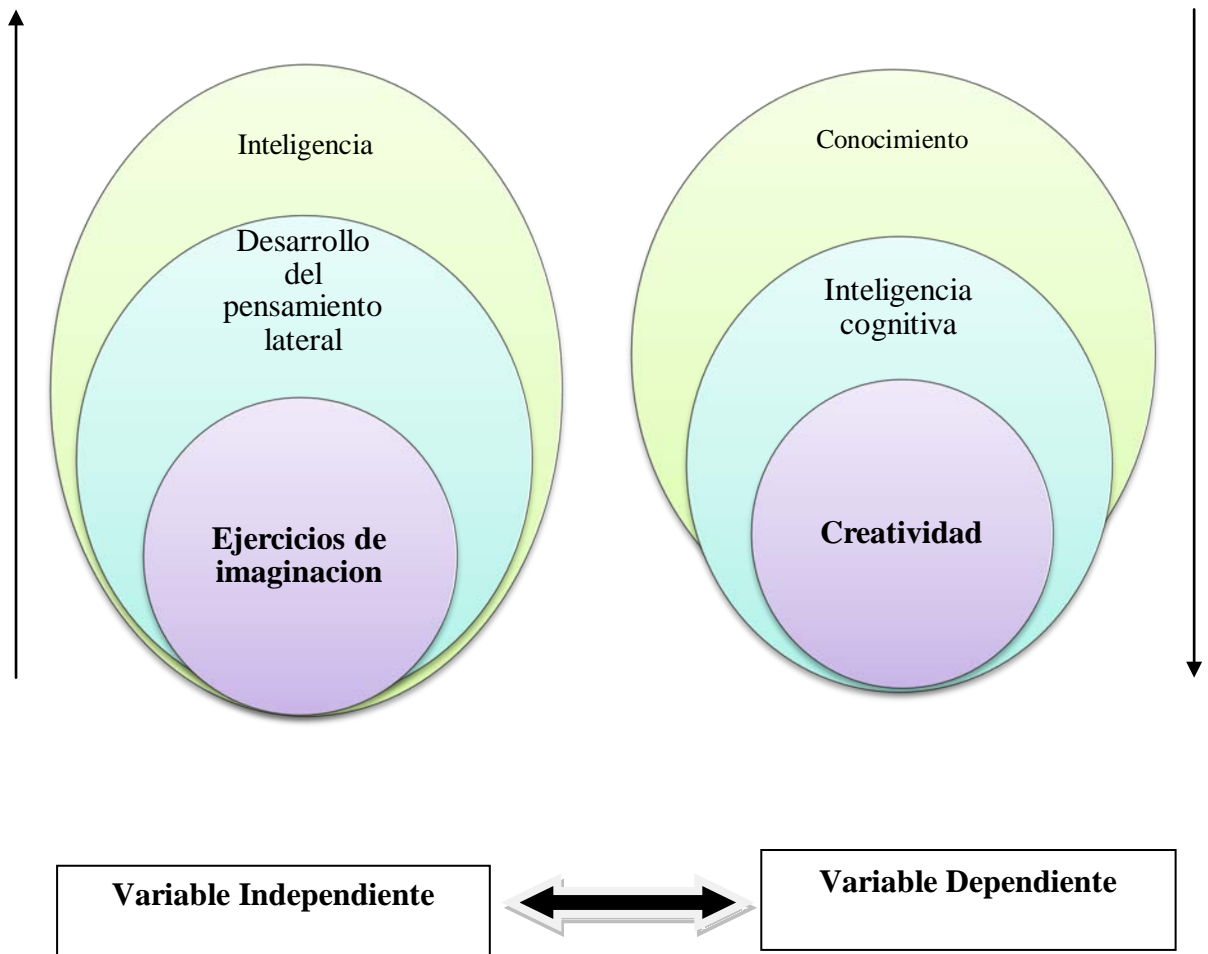 Inteligencia
Desarrollo
del
pensamiento
lateral
Ejercicios de
imaginacion
Conocimiento
Inteligencia
cognitiva
Creatividad
Variable Independiente
Variable Dependiente